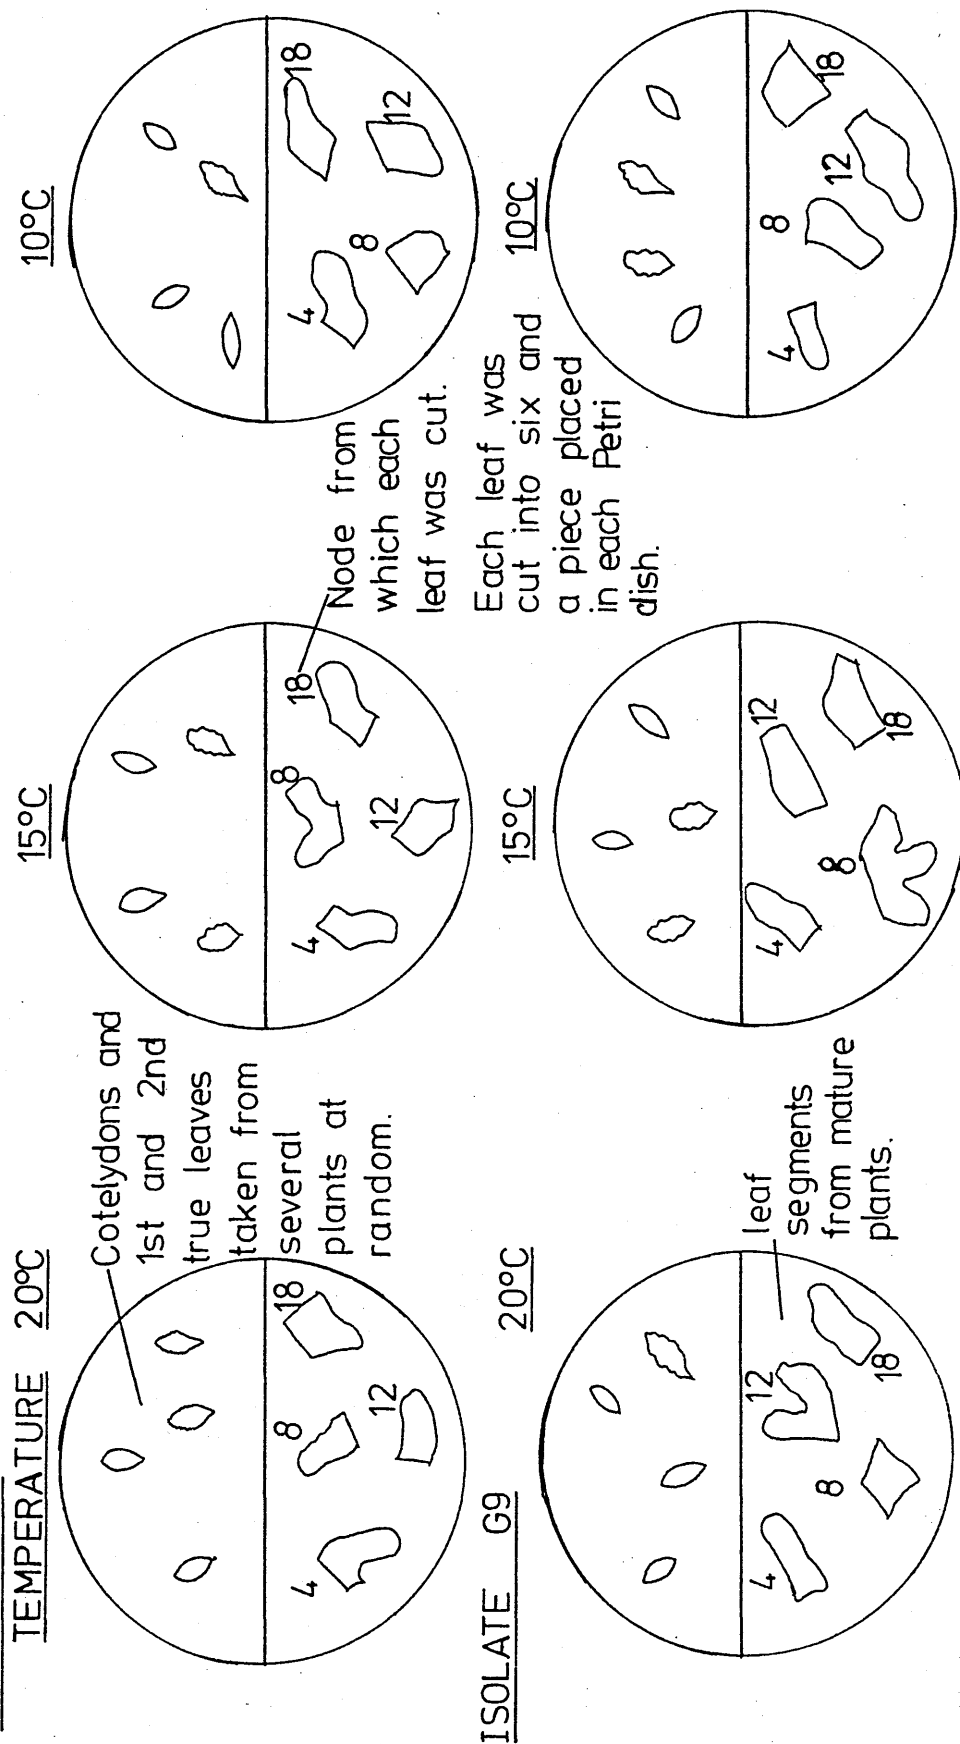 TEMPERATURE 20°C 15°C 10°C
Cotelydons and
1st and 2nd
true leaves
taken from
several
plants at
random.
4
8
12
18
4
8
12
18
Node from
which each
leaf was cut.
4
8
12
18
Each leaf was
cut into six and
a piece placed
in each Petri
dish.
ISOLATE G9 20°C 15°C 10°C
4
8
12
18
leaf
segments
from mature
plants.
4
8
12
18
4
8
12
18